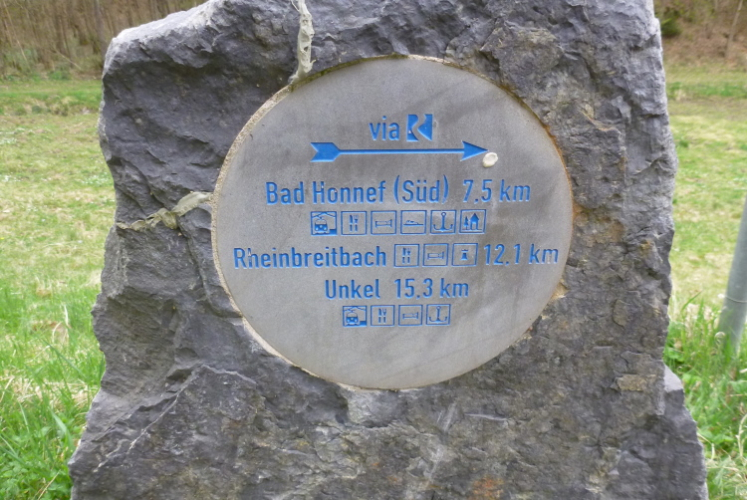 via R
Bad Honnef (Süd) 7,5 km
Rheinbreitbach 12.1 km
Unkel 15.3 km